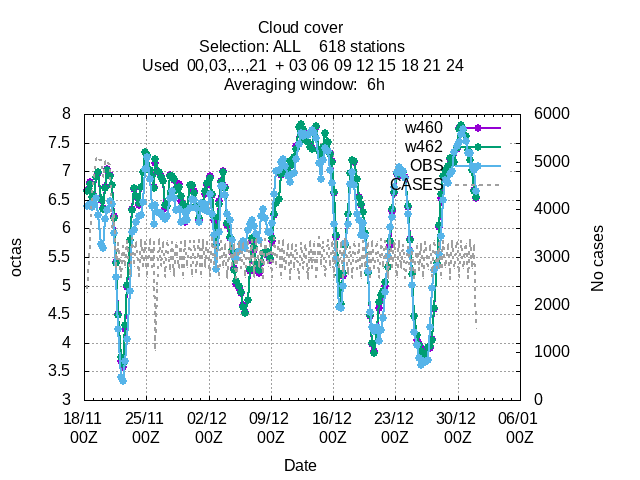 Cloud cover
Selection: ALL 618 stations
Used 00,03,...,21 + 03 06 09 12 15 18 21 24
Averaging window: 6h
8
7.5
7
6.5
6
5.5
5
4.5
4
3.5
3
octas
6000
5000
4000
3000
2000
1000
0
No cases
w460
w462
OBS
CASES
18/11 25/11 02/12 09/12 16/12 23/12 30/12 06/01
00Z 00Z 00Z 00Z 00Z 00Z 00Z 00Z
Date